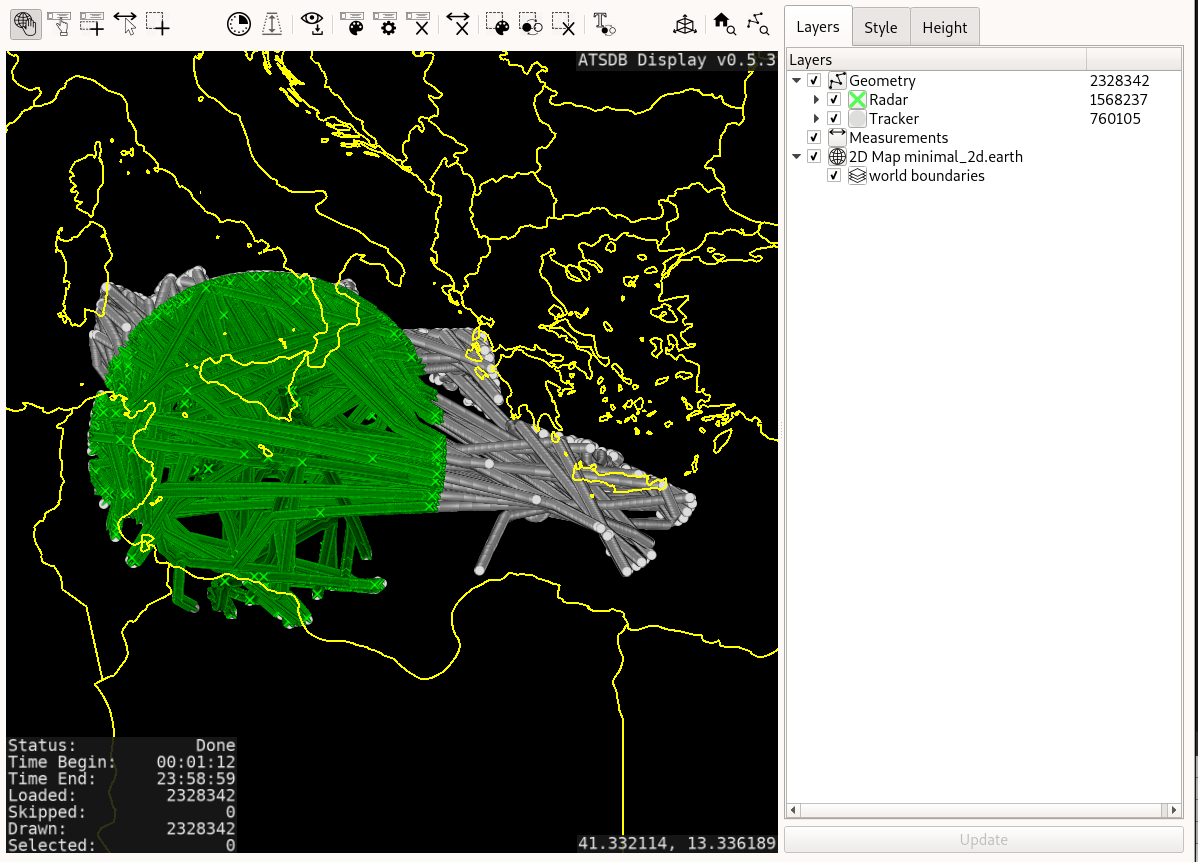 Layers
Style
Height
ATSDB Display v0.5.3
Layers
Geometry 2328342
Radar 1568237
Tracker 760105
Measurements
2D Map minimal_2d.earth
world boundaries
Status: Done
Time Begin: 00:01:12
Time End: 23:58:59
Loaded: 2328342
Skipped: 0
Drawn: 2328342
Selected: 0
41.332114, 13.336189
Update